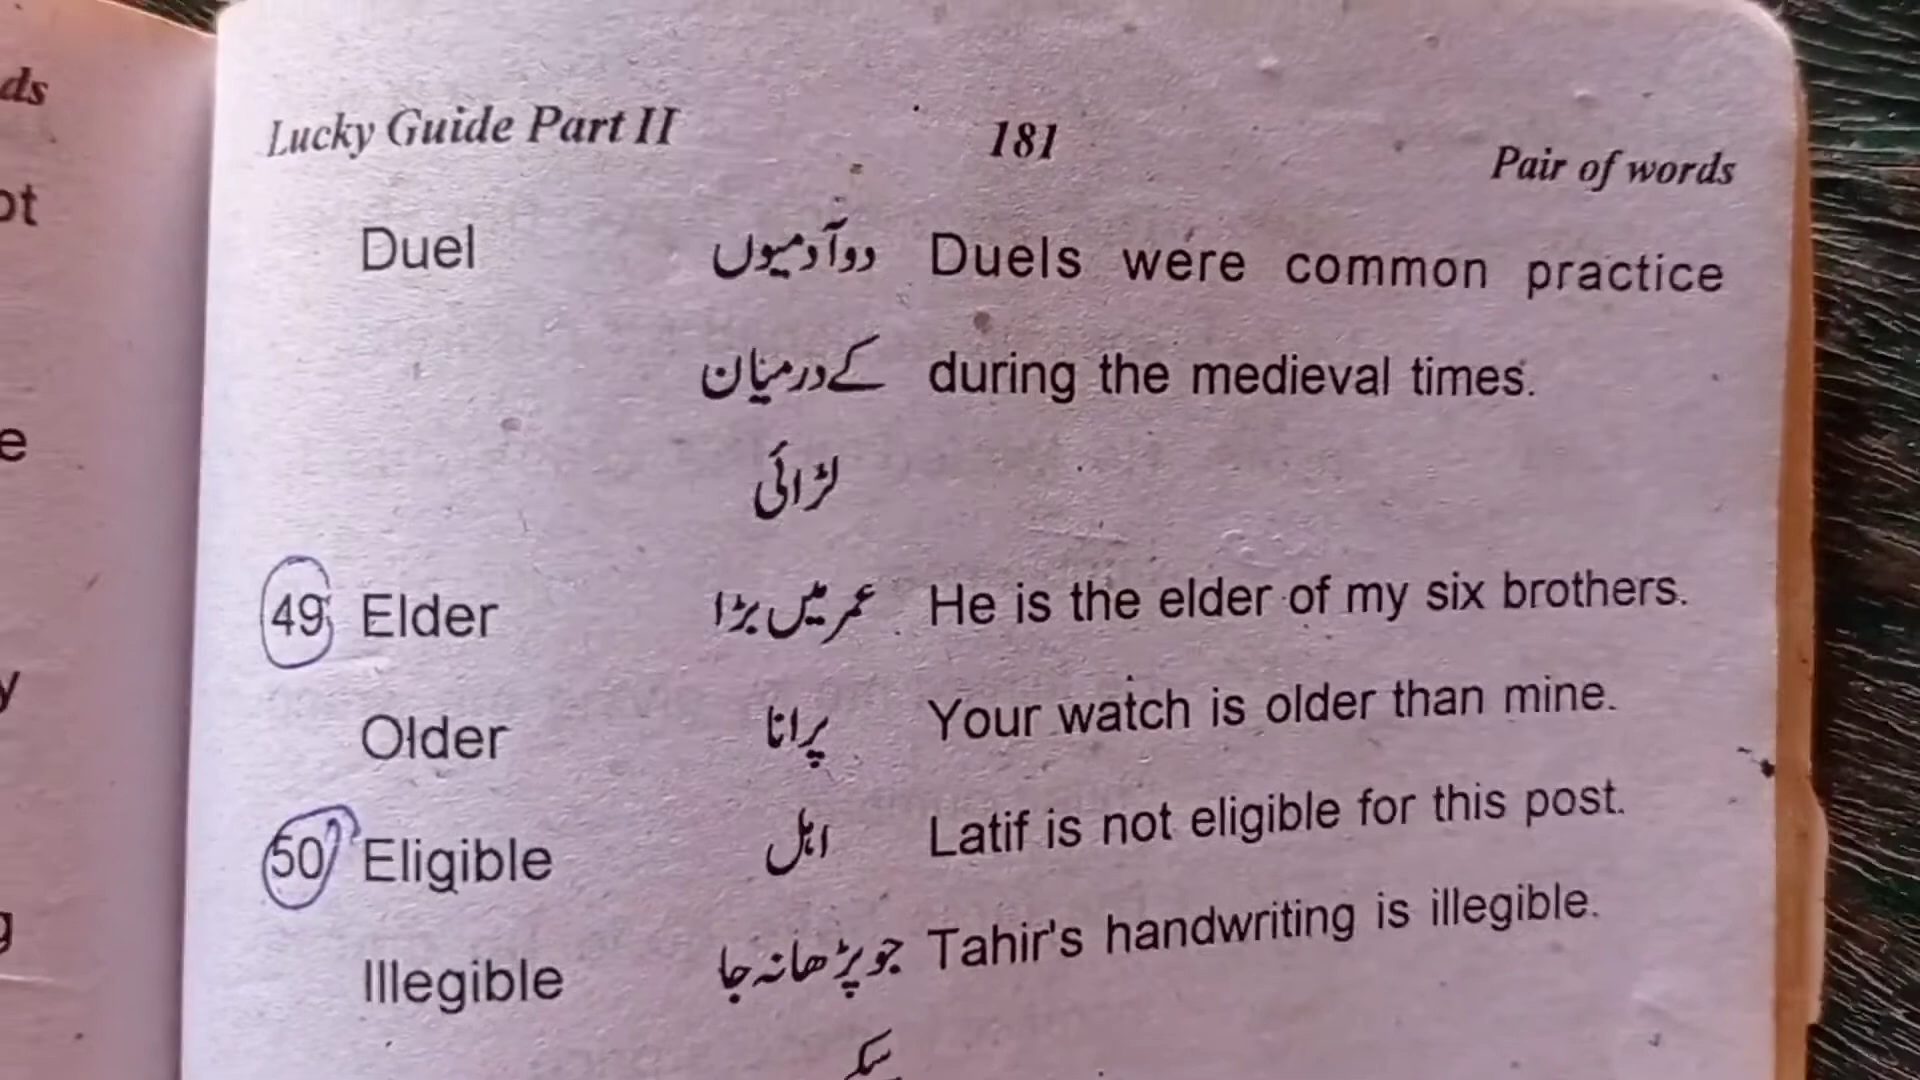 ds
Lucky Guide Part II 181 Pair of words
ot
Duel دو آدمیوں Duels were common practice
کے درمیان during the medieval times.
لڑائی
e
49 Elder عمر میں بڑا He is the elder of my six brothers.
y
Older پرانا Your watch is older than mine.
50 Eligible اہل Latif is not eligible for this post.
g
Illegible جو پڑھا نہ جا Tahir's handwriting is illegible.
سکے